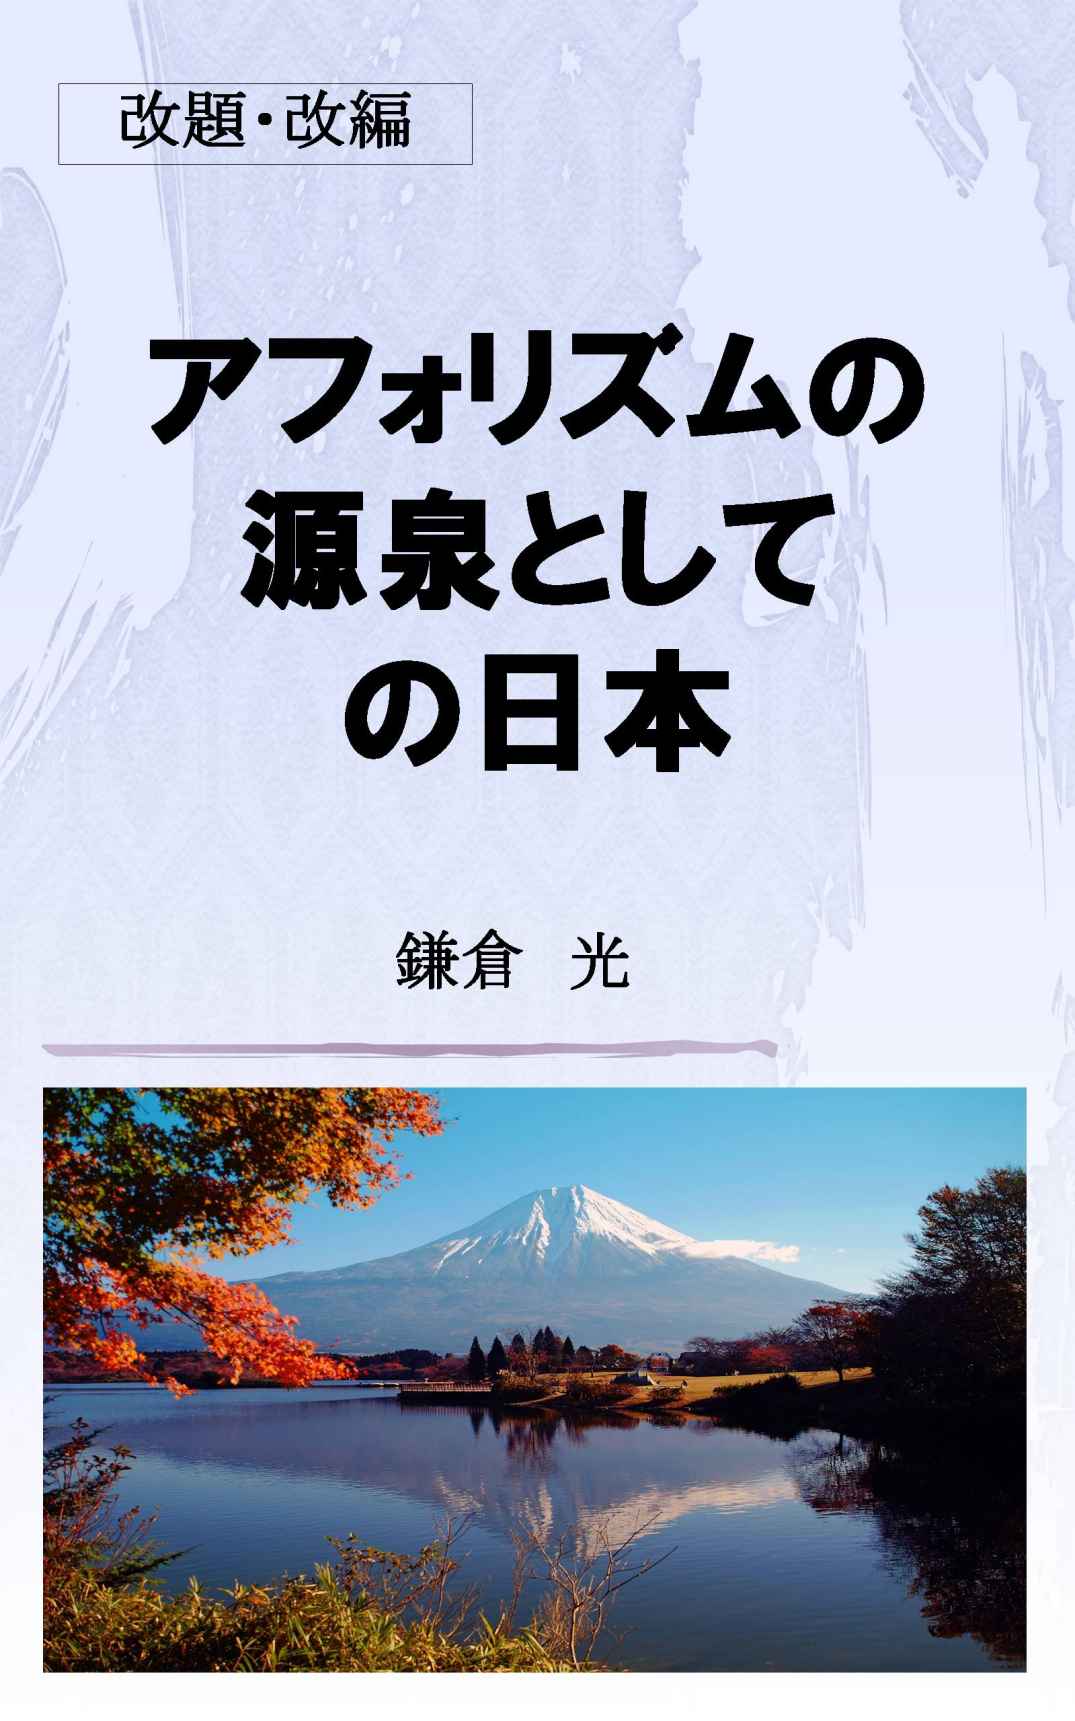 改題・改編
アフォリズムの
源泉として
の日本
鎌倉　光